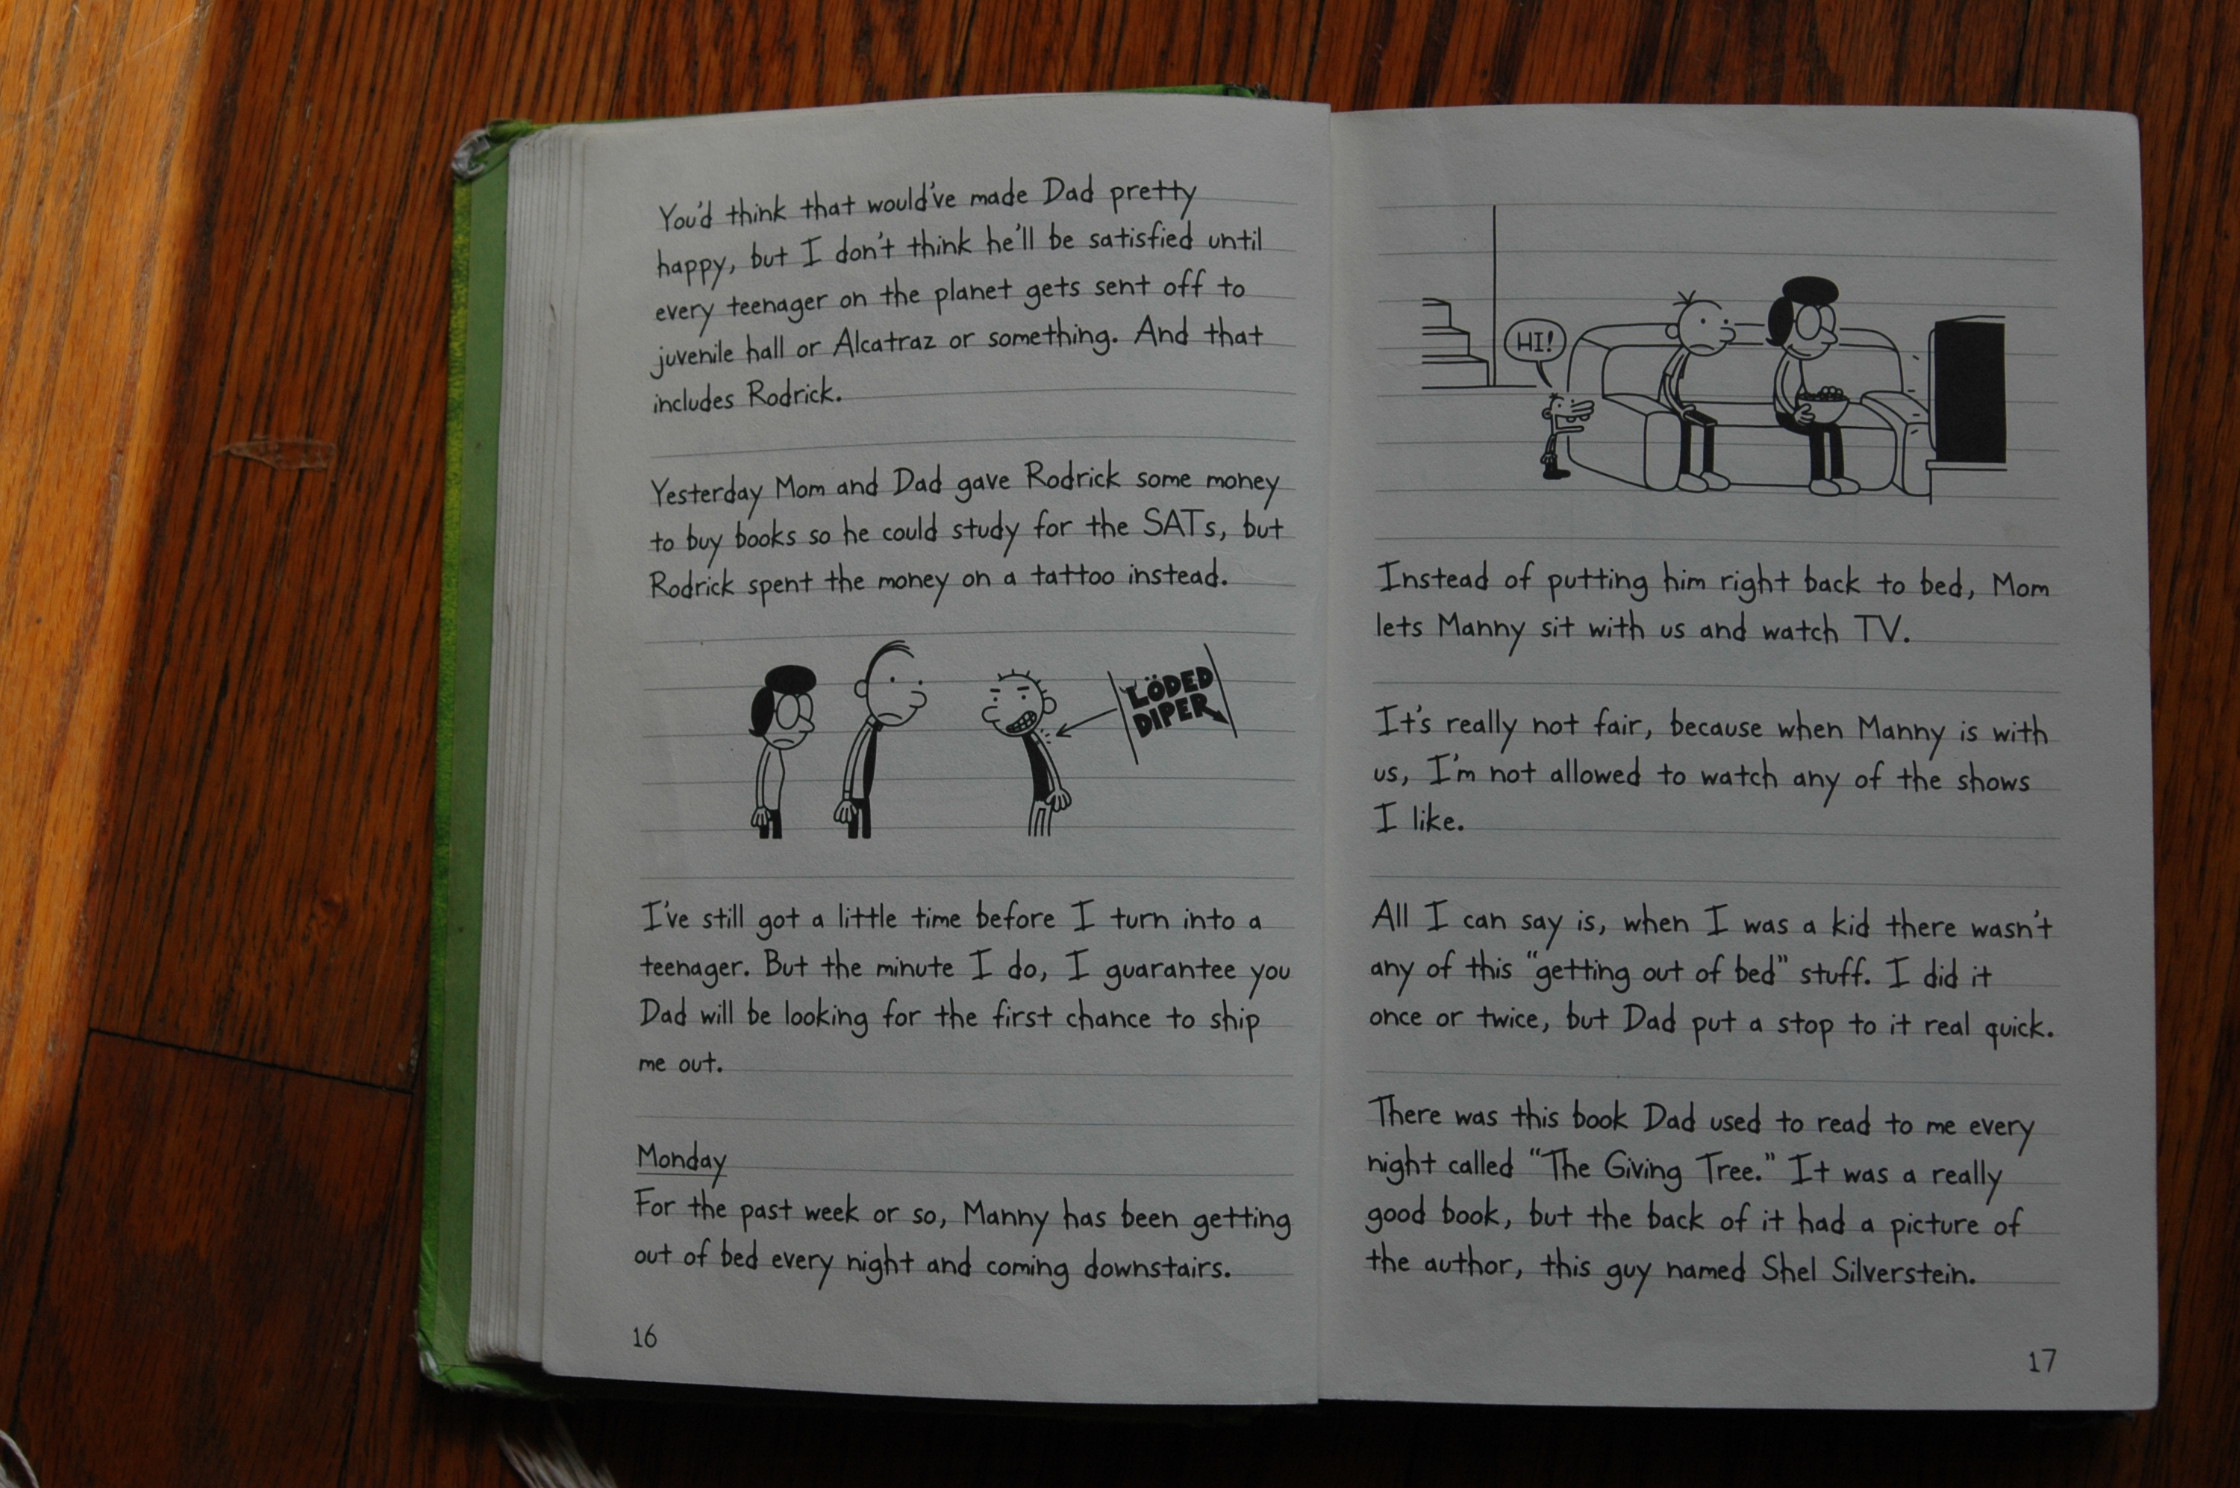 You'd think that would've made Dad pretty
happy, but I don't think he'll be satisfied until
every teenager on the planet gets sent off to
juvenile hall or Alcatraz or something. And that
includes Rodrick.
Yesterday Mom and Dad gave Rodrick some money
to buy books so he could study for the SATs, but
Rodrick spent the money on a tattoo instead.
LÖDED
DIPER
I've still got a little time before I turn into a
teenager. But the minute I do, I guarantee you
Dad will be looking for the first chance to ship
me out.
Monday
For the past week or so, Manny has been getting
out of bed every night and coming downstairs.
16
HI!
Instead of putting him right back to bed, Mom
lets Manny sit with us and watch TV.
It's really not fair, because when Manny is with
us, I'm not allowed to watch any of the shows
I like.
All I can say is, when I was a kid there wasn't
any of this "getting out of bed" stuff. I did it
once or twice, but Dad put a stop to it real quick.
There was this book Dad used to read to me every
night called "The Giving Tree." It was a really
good book, but the back of it had a picture of
the author, this guy named Shel Silverstein.
17